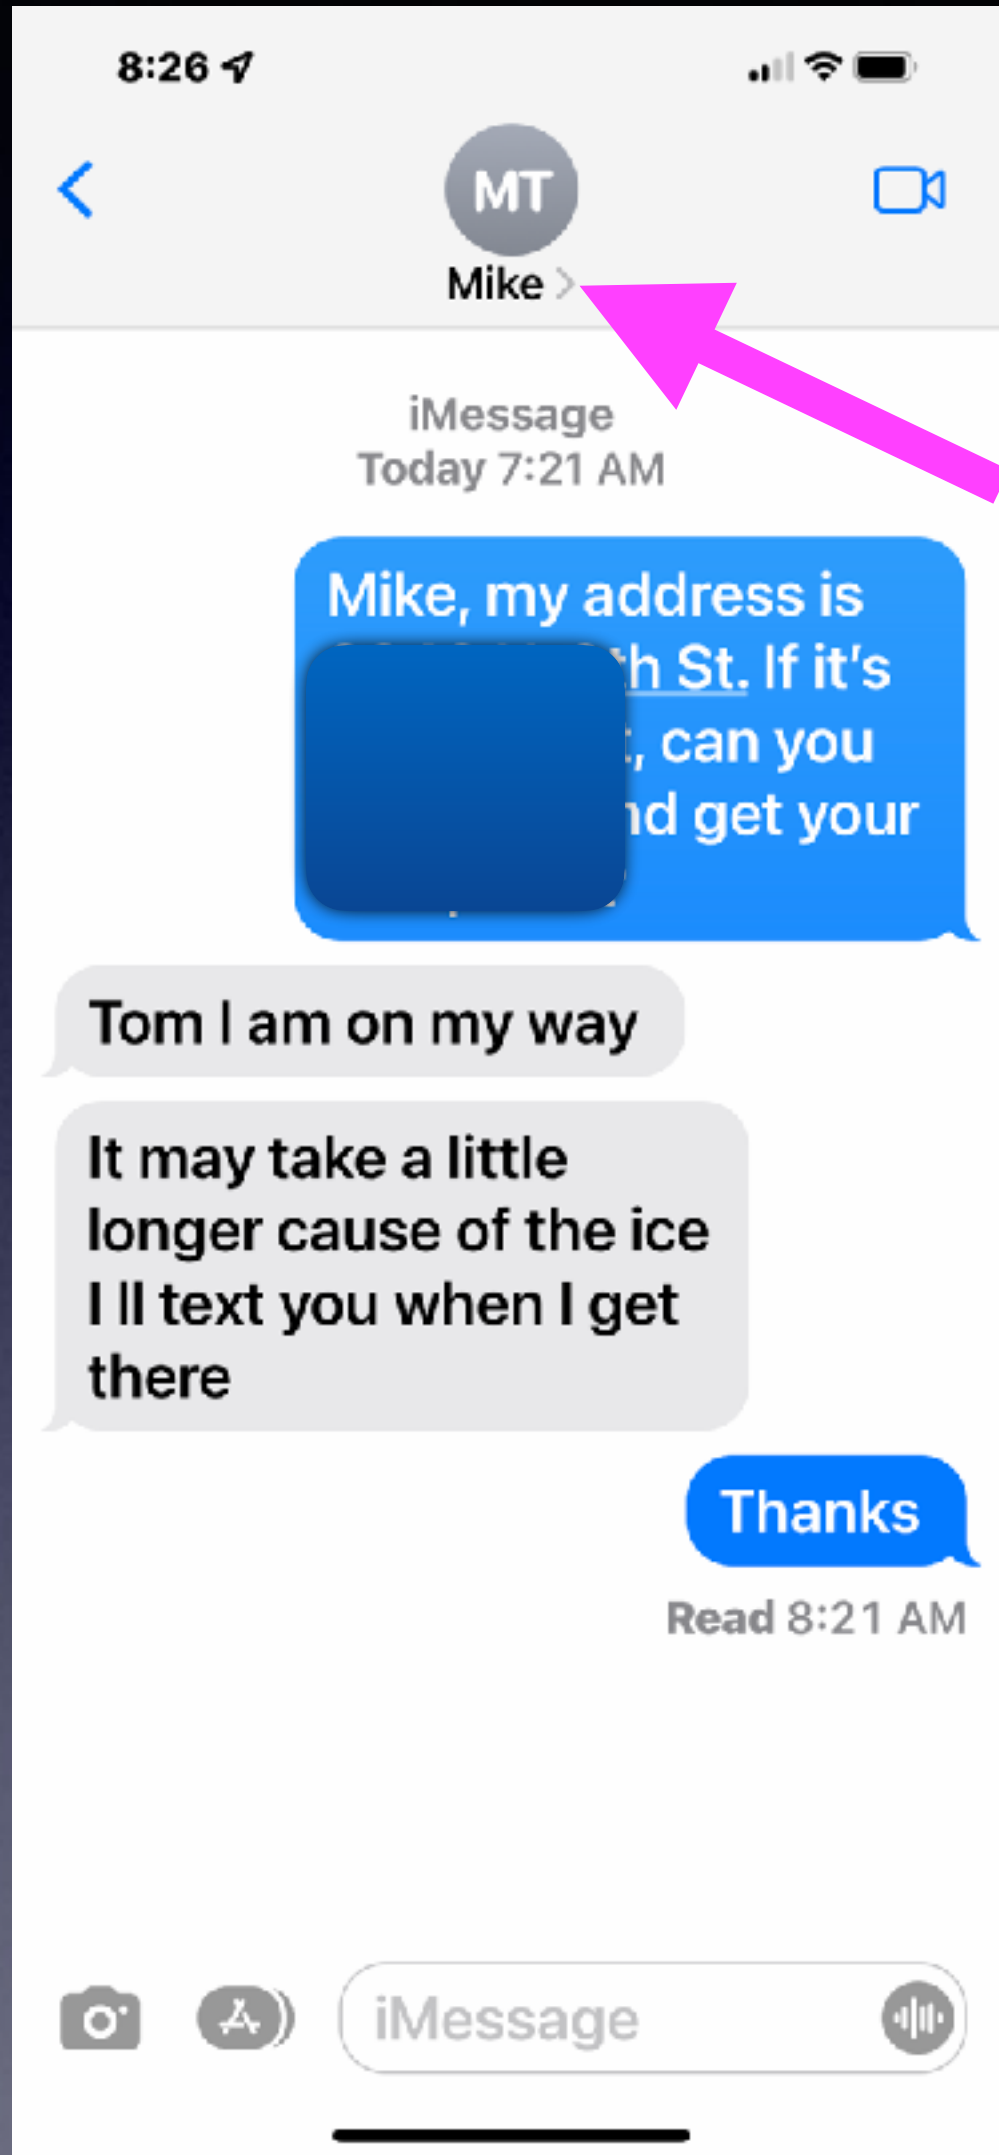 8:26
MT
Mike
iMessage
Today 7:21 AM
Mike, my address is
St. If it's
can you
get your
Tom I am on my way
It may take a little
longer cause of the ice
I ll text you when I get
there
Thanks
Read 8:21 AM
iMessage